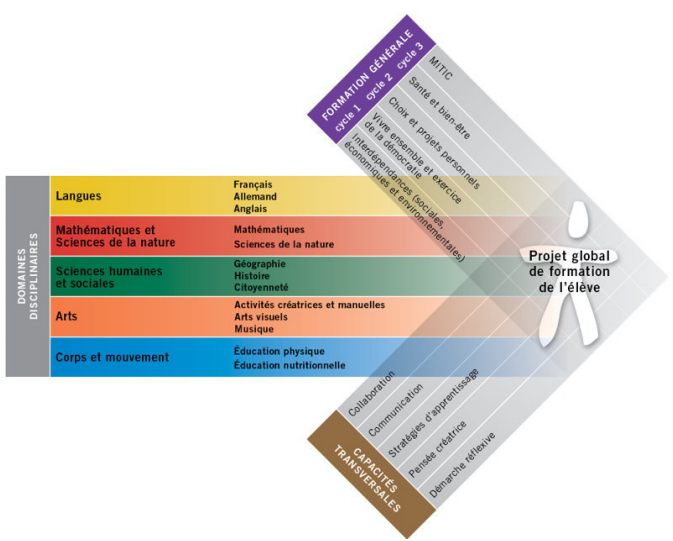 FORMATION GÉNÉRALE
cycle 1 cycle 2 cycle 3
MITIC
Santé et bien-être
Choix et projets personnels
Vivre ensemble et exercice
de la démocratie
Interdépendances (sociales,
économiques et environnementales)
DOMAINES
DISCIPLINAIRES
Langues
Français
Allemand
Anglais
Mathématiques et
Sciences de la nature
Mathématiques
Sciences de la nature
Sciences humaines
et sociales
Géographie
Histoire
Citoyenneté
Arts
Activités créatrices et manuelles
Arts visuels
Musique
Corps et mouvement
Éducation physique
Éducation nutritionnelle
Projet global
de formation
de l'élève
Collaboration
Communication
Stratégies d'apprentissage
Pensée créatrice
Démarche réflexive
CAPACITÉS
TRANSVERSALES